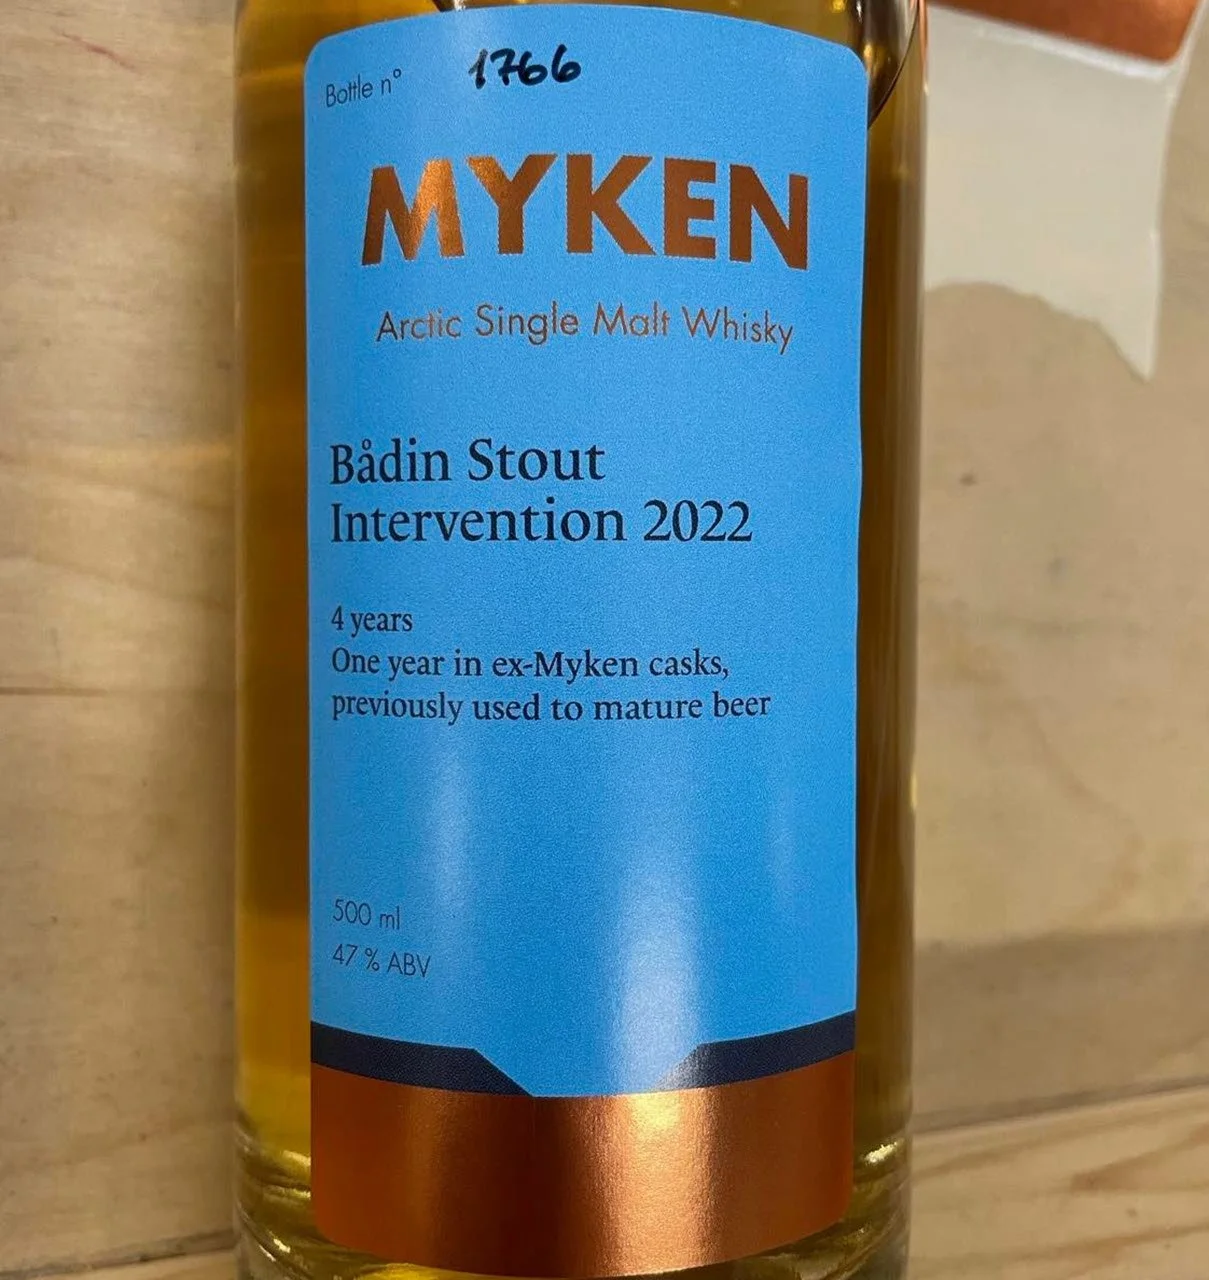 Bottle n° 1766
MYKEN
Arctic Single Malt Whisky
Bådin Stout
Intervention 2022
4 years
One year in ex-Myken casks,
previously used to mature beer
500 ml
47 % ABV